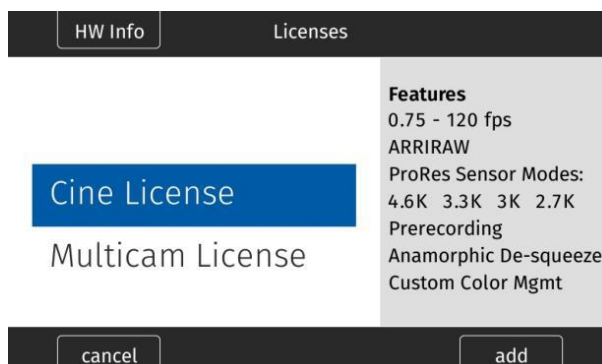 HW Info Licenses
Cine License
Multicam License
Features
0.75 - 120 fps
ARRIRAW
ProRes Sensor Modes:
4.6K 3.3K 3K 2.7K
Prerecording
Anamorphic De-squeeze
Custom Color Mgmt
cancel add